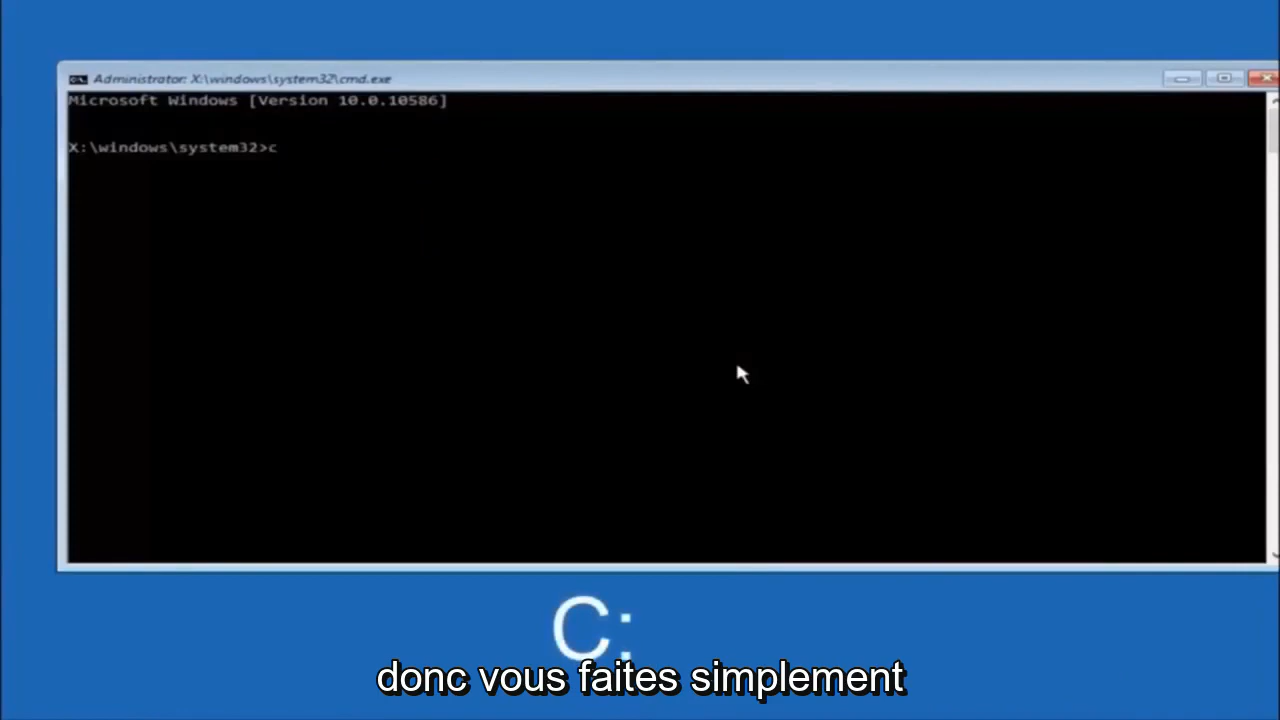 Administrator: X:\windows\system32\cmd.exe
Microsoft Windows [Version 10.0.10586]
X:\windows\system32>c
C:
donc vous faites simplement